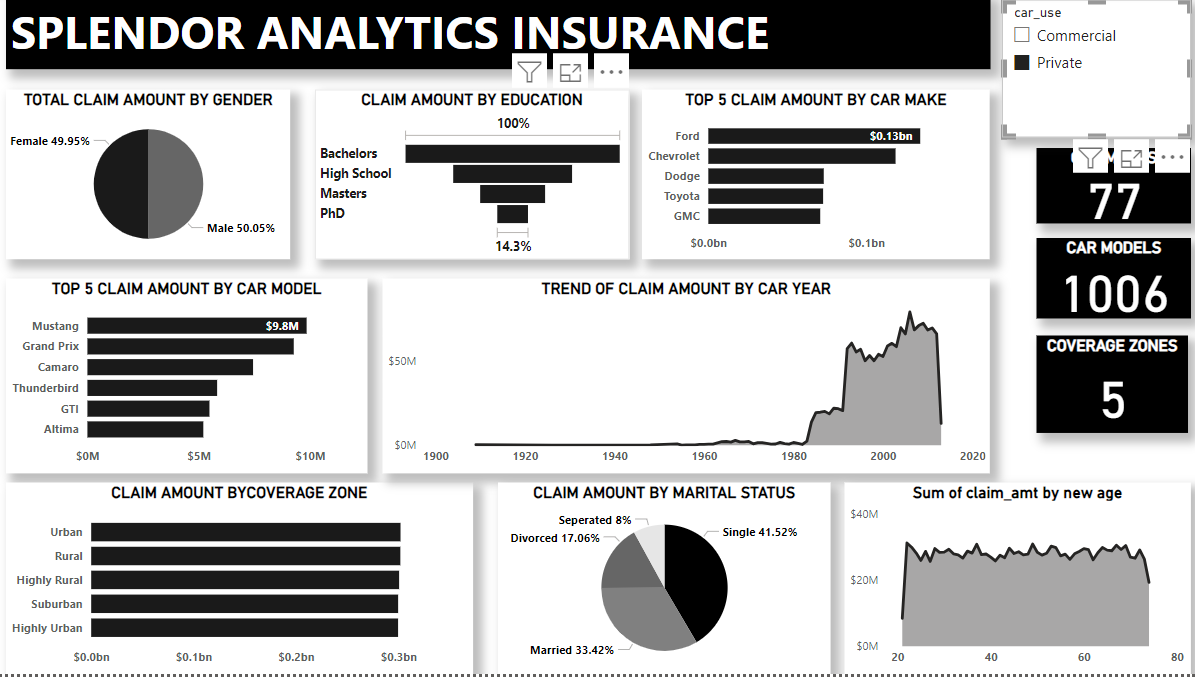 SPLENDOR ANALYTICS INSURANCE
car_use
Commercial
Private
TOTAL CLAIM AMOUNT BY GENDER
Female 49.95%
Male 50.05%
CLAIM AMOUNT BY EDUCATION
100%
Bachelors
High School
Masters
PhD
14.3%
TOP 5 CLAIM AMOUNT BY CAR MAKE
Ford
$0.13bn
Chevrolet
Dodge
Toyota
GMC
$0.0bn $0.1bn
77
CAR MODELS
1006
COVERAGE ZONES
5
TOP 5 CLAIM AMOUNT BY CAR MODEL
Mustang
$9.8M
Grand Prix
Camaro
Thunderbird
GTI
Altima
$0M $5M $10M
TREND OF CLAIM AMOUNT BY CAR YEAR
$50M
$0M
1900 1920 1940 1960 1980 2000 2020
CLAIM AMOUNT BYCOVERAGE ZONE
Urban
Rural
Highly Rural
Suburban
Highly Urban
$0.0bn $0.1bn $0.2bn $0.3bn
CLAIM AMOUNT BY MARITAL STATUS
Seperated 8%
Single 41.52%
Divorced 17.06%
Married 33.42%
Sum of claim_amt by new age
$40M
$20M
$0M
20 40 60 80